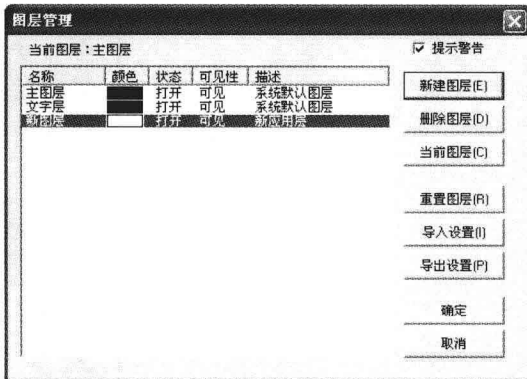 图层管理
当前图层:主图层
提示警告
名称 颜色 状态 可见性 描述
主图层 打开 可见 系统默认图层
文字层 打开 可见 系统默认图层
新图层 打开 可见 新应用层
新建图层(E)
删除图层(D)
当前图层(C)
重置图层(R)
导入设置(I)
导出设置(P)
确定
取消